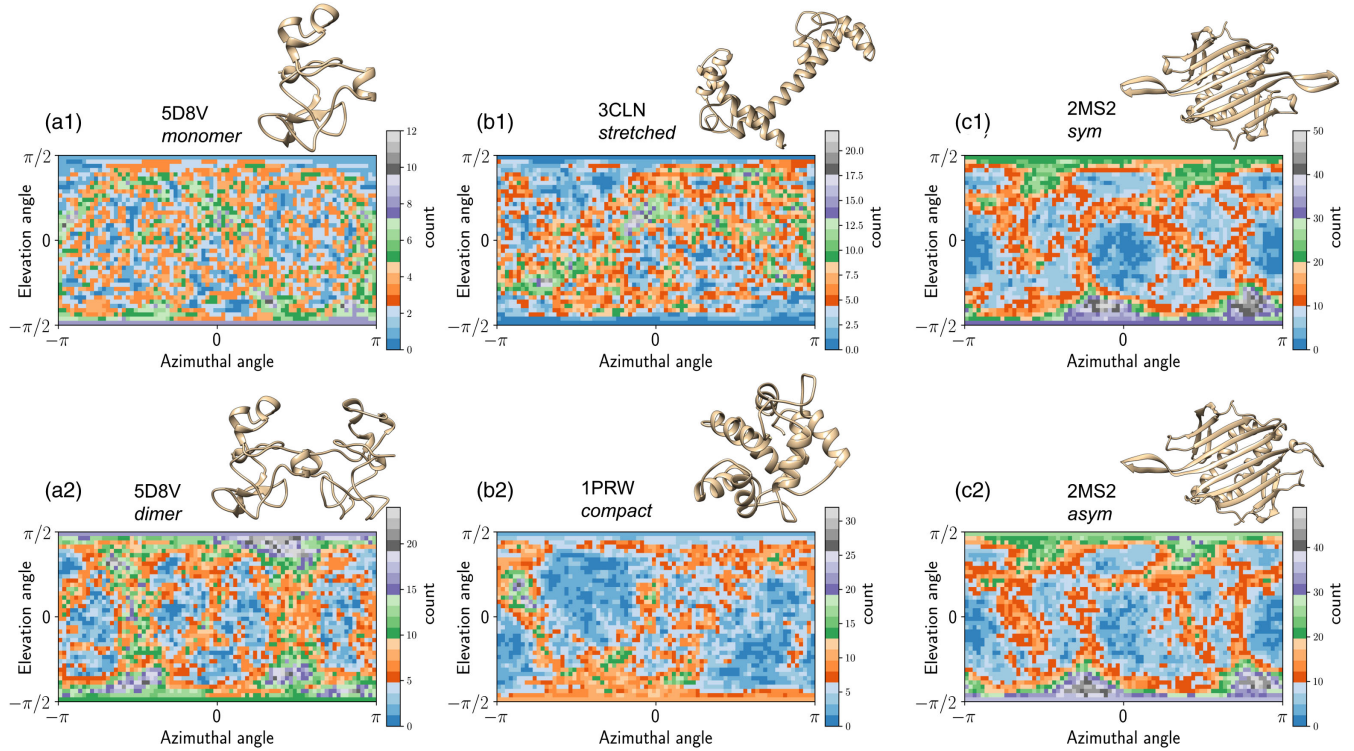 (a1)
5D8V
monomer
π/2
0
−π/2
Elevation angle
−π
0
π
Azimuthal angle
12
10
8
6
4
2
0
count
(b1)
3CLN
stretched
π/2
0
−π/2
Elevation angle
−π
0
π
Azimuthal angle
20.0
17.5
15.0
12.5
10.0
7.5
5.0
2.5
0.0
count
(c1)
2MS2
sym
π/2
0
−π/2
Elevation angle
−π
0
π
Azimuthal angle
50
40
30
20
10
0
count
(a2)
5D8V
dimer
π/2
0
−π/2
Elevation angle
−π
0
π
Azimuthal angle
20
15
10
5
0
count
(b2)
1PRW
compact
π/2
0
−π/2
Elevation angle
−π
0
π
Azimuthal angle
30
25
20
15
10
5
0
count
(c2)
2MS2
asym
π/2
0
−π/2
Elevation angle
−π
0
π
Azimuthal angle
40
30
20
10
0
count